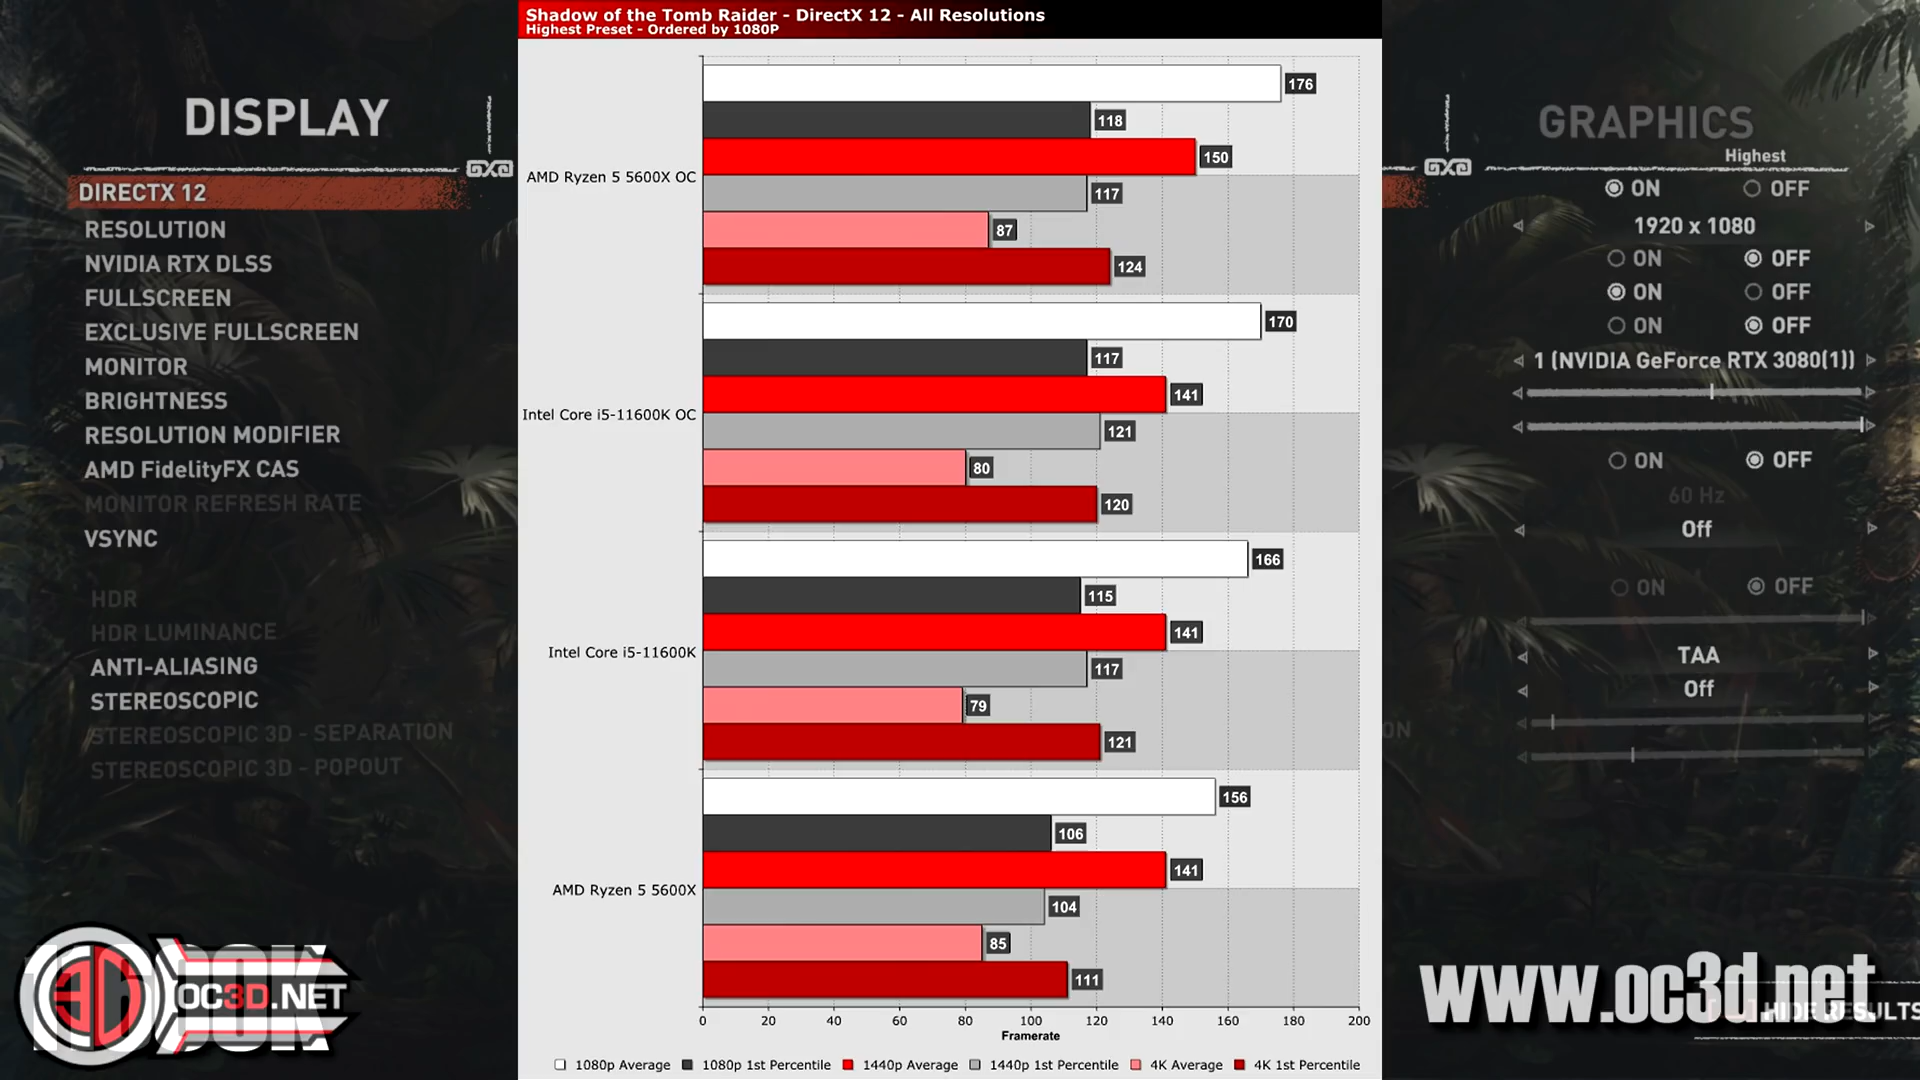 Shadow of the Tomb Raider - DirectX 12 - All Resolutions
Highest Preset - Ordered by 1080P
DISPLAY
DIRECTX 12
RESOLUTION
NVIDIA RTX DLSS
FULLSCREEN
EXCLUSIVE FULLSCREEN
MONITOR
BRIGHTNESS
RESOLUTION MODIFIER
AMD FidelityFX CAS
MONITOR REFRESH RATE
VSYNC
HDR
HDR LUMINANCE
ANTI-ALIASING
STEREOSCOPIC
STEREOSCOPIC 3D - SEPARATION
STEREOSCOPIC 3D - POPOUT
OC3D.NET
AMD Ryzen 5 5600X OC
176
118
150
117
87
124
Intel Core i5-11600K OC
170
117
141
121
80
120
Intel Core i5-11600K
166
115
141
117
79
121
AMD Ryzen 5 5600X
156
106
141
104
85
111
0 20 40 60 80 100 120 140 160 180 200
Framerate
1080p Average 1080p 1st Percentile 1440p Average 1440p 1st Percentile 4K Average 4K 1st Percentile
GRAPHICS
Highest
ON OFF
1920 x 1080
ON OFF
ON OFF
ON OFF
1 (NVIDIA GeForce RTX 3080(1))
ON OFF
60 Hz
Off
ON OFF
TAA
Off
ON
www.oc3d.net
HIDE RESULTS